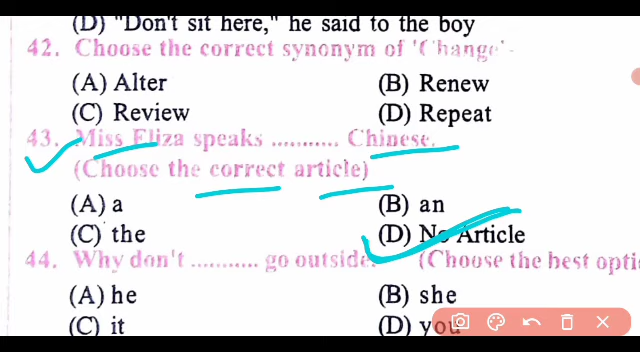 (D) "Don't sit here," he said to the boy
42. Choose the correct synonym of 'Change'-
(A) Alter (B) Renew
(C) Review (D) Repeat
43. Miss Eliza speaks ........... Chinese.
(Choose the correct article)
(A) a (B) an
(C) the (D) No Article
44. Why don't ........... go outside. (Choose the best opti
(A) he (B) she
(C) it (D) you